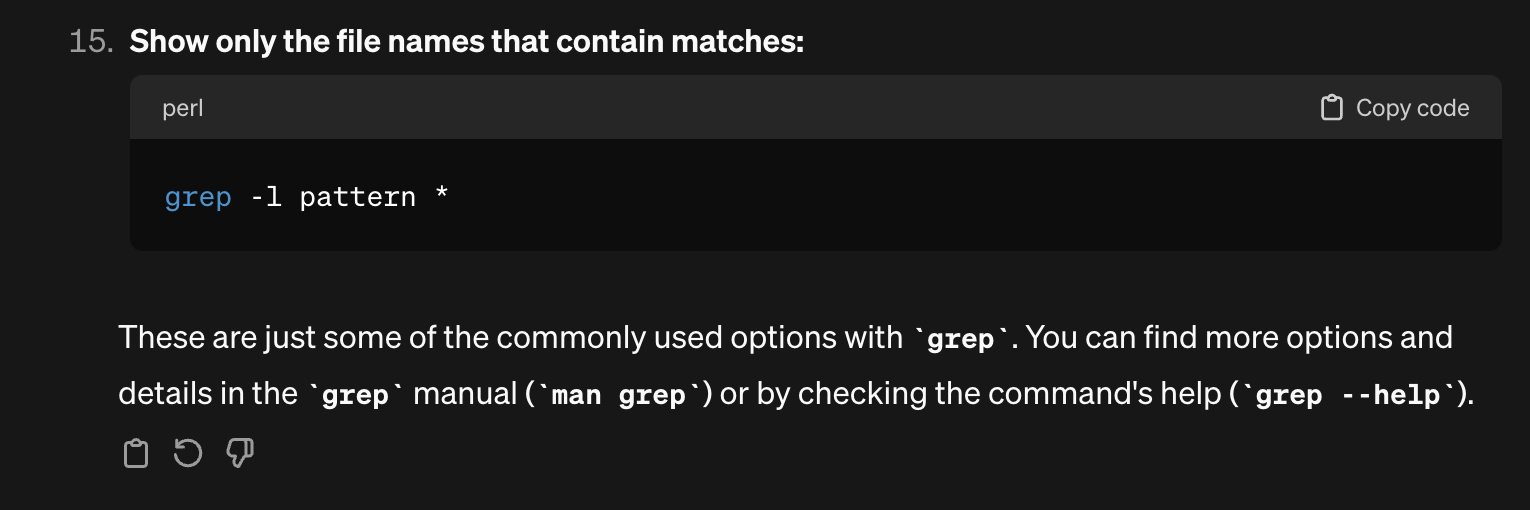 15. Show only the file names that contain matches:
perl
Copy code
grep -l pattern *
These are just some of the commonly used options with `grep`. You can find more options and
details in the `grep` manual (`man grep`) or by checking the command's help (`grep --help`).